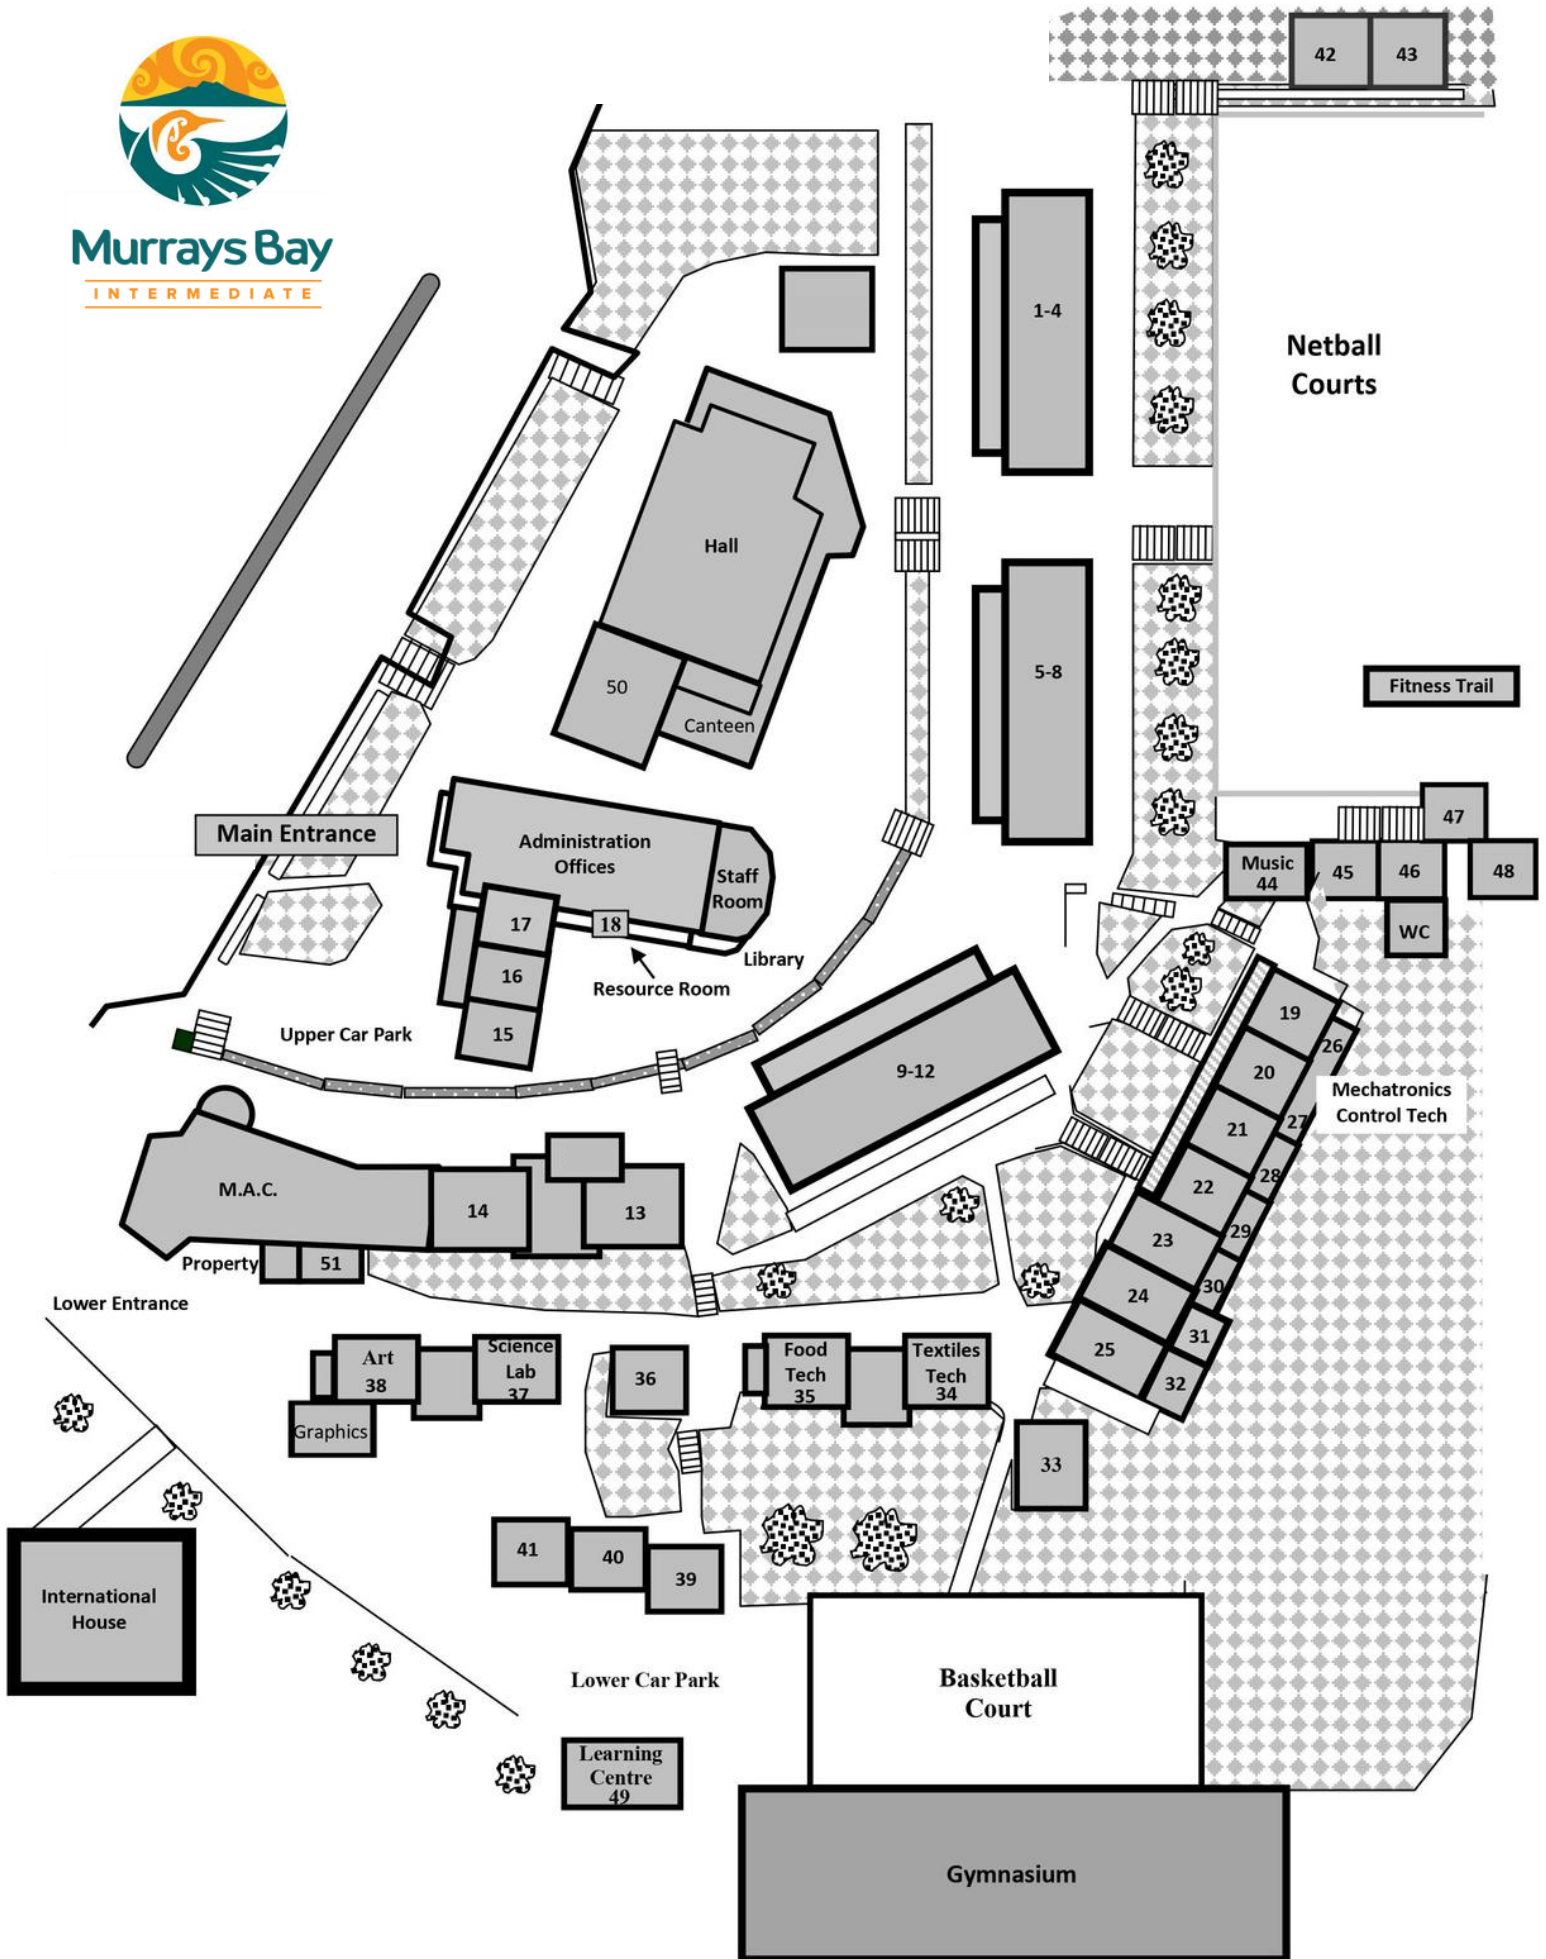 42
43
Murrays Bay
INTERMEDIATE
1-4
Netball
Courts
Hall
5-8
50
Fitness Trail
Canteen
47
Main Entrance
Administration
Offices
Staff
Room
Music
44
45
46
48
17
18
WC
Library
16
Resource Room
15
Upper Car Park
19
26
20
9-12
Mechatronics
Control Tech
21
27
28
22
M.A.C.
14
13
29
23
Property
51
30
24
Lower Entrance
31
25
Art
38
Science
Lab
37
36
Food
Tech
35
Textiles
Tech
34
32
Graphics
33
41
40
39
International
House
Lower Car Park
Basketball
Court
Learning
Centre
49
Gymnasium